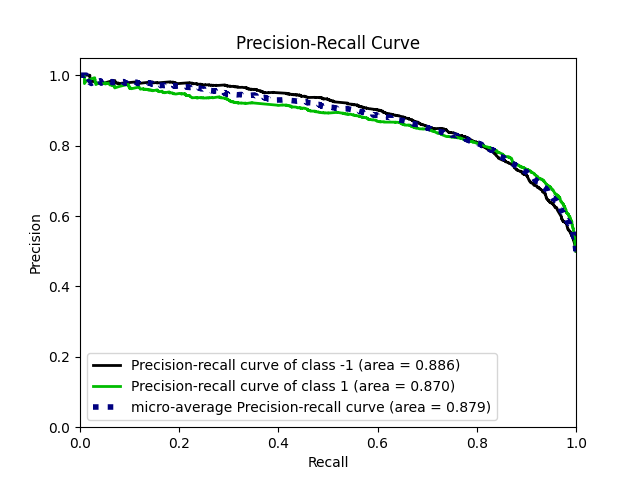 Precision-Recall Curve
1.0
0.8
0.6
0.4
0.2
0.0
Precision
Precision-recall curve of class -1 (area = 0.886)
Precision-recall curve of class 1 (area = 0.870)
micro-average Precision-recall curve (area = 0.879)
0.0 0.2 0.4 0.6 0.8 1.0
Recall